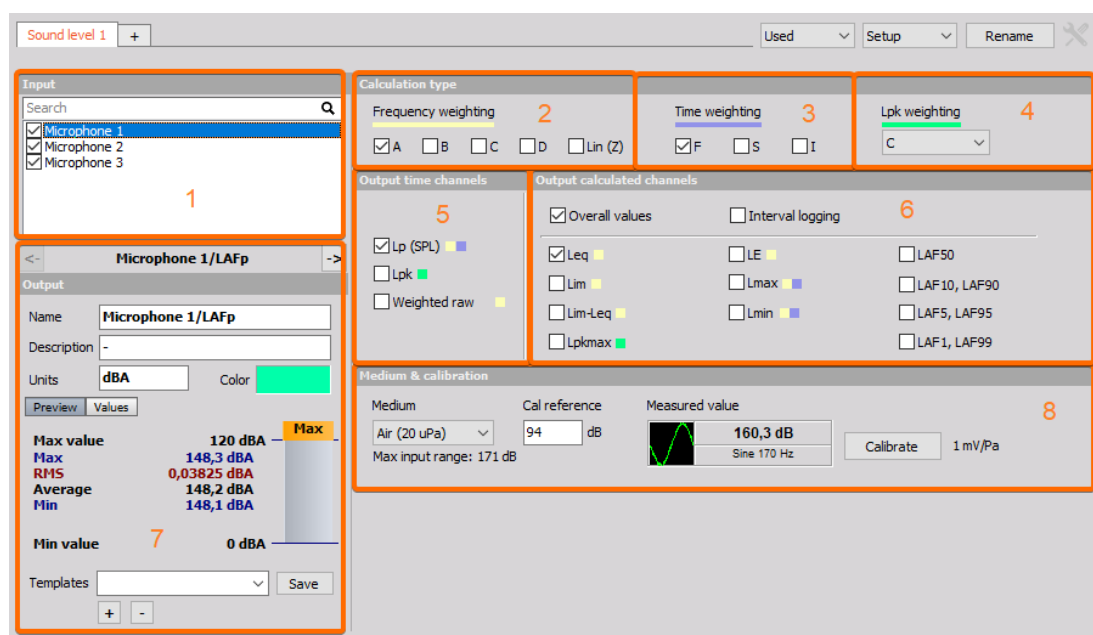 Sound level 1 +
Used Setup Rename
Input
Search
Microphone 1
Microphone 2
Microphone 3
1
Calculation type
Frequency weighting 2
A B C D Lin (Z)
Time weighting 3
F S I
Lpk weighting 4
C
Output time channels
5
Lp (SPL)
Lpk
Weighted raw
Output calculated channels
Overall values Interval logging 6
Leq LE LAF50
Lim Lmax LAF10, LAF90
Lim-Leq Lmin LAF5, LAF95
Lpkmax LAF1, LAF99
<- Microphone 1/LAFp ->
Output
Name Microphone 1/LAFp
Description -
Units dBA Color
Preview Values
Max value 120 dBA Max
Max 148,3 dBA
RMS 0,03825 dBA
Average 148,2 dBA
Min 148,1 dBA
Min value 7 0 dBA
Templates Save
+ -
Medium & calibration
Medium Cal reference Measured value 8
Air (20 uPa) 94 dB 160,3 dB Calibrate 1 mV/Pa
Max input range: 171 dB Sine 170 Hz